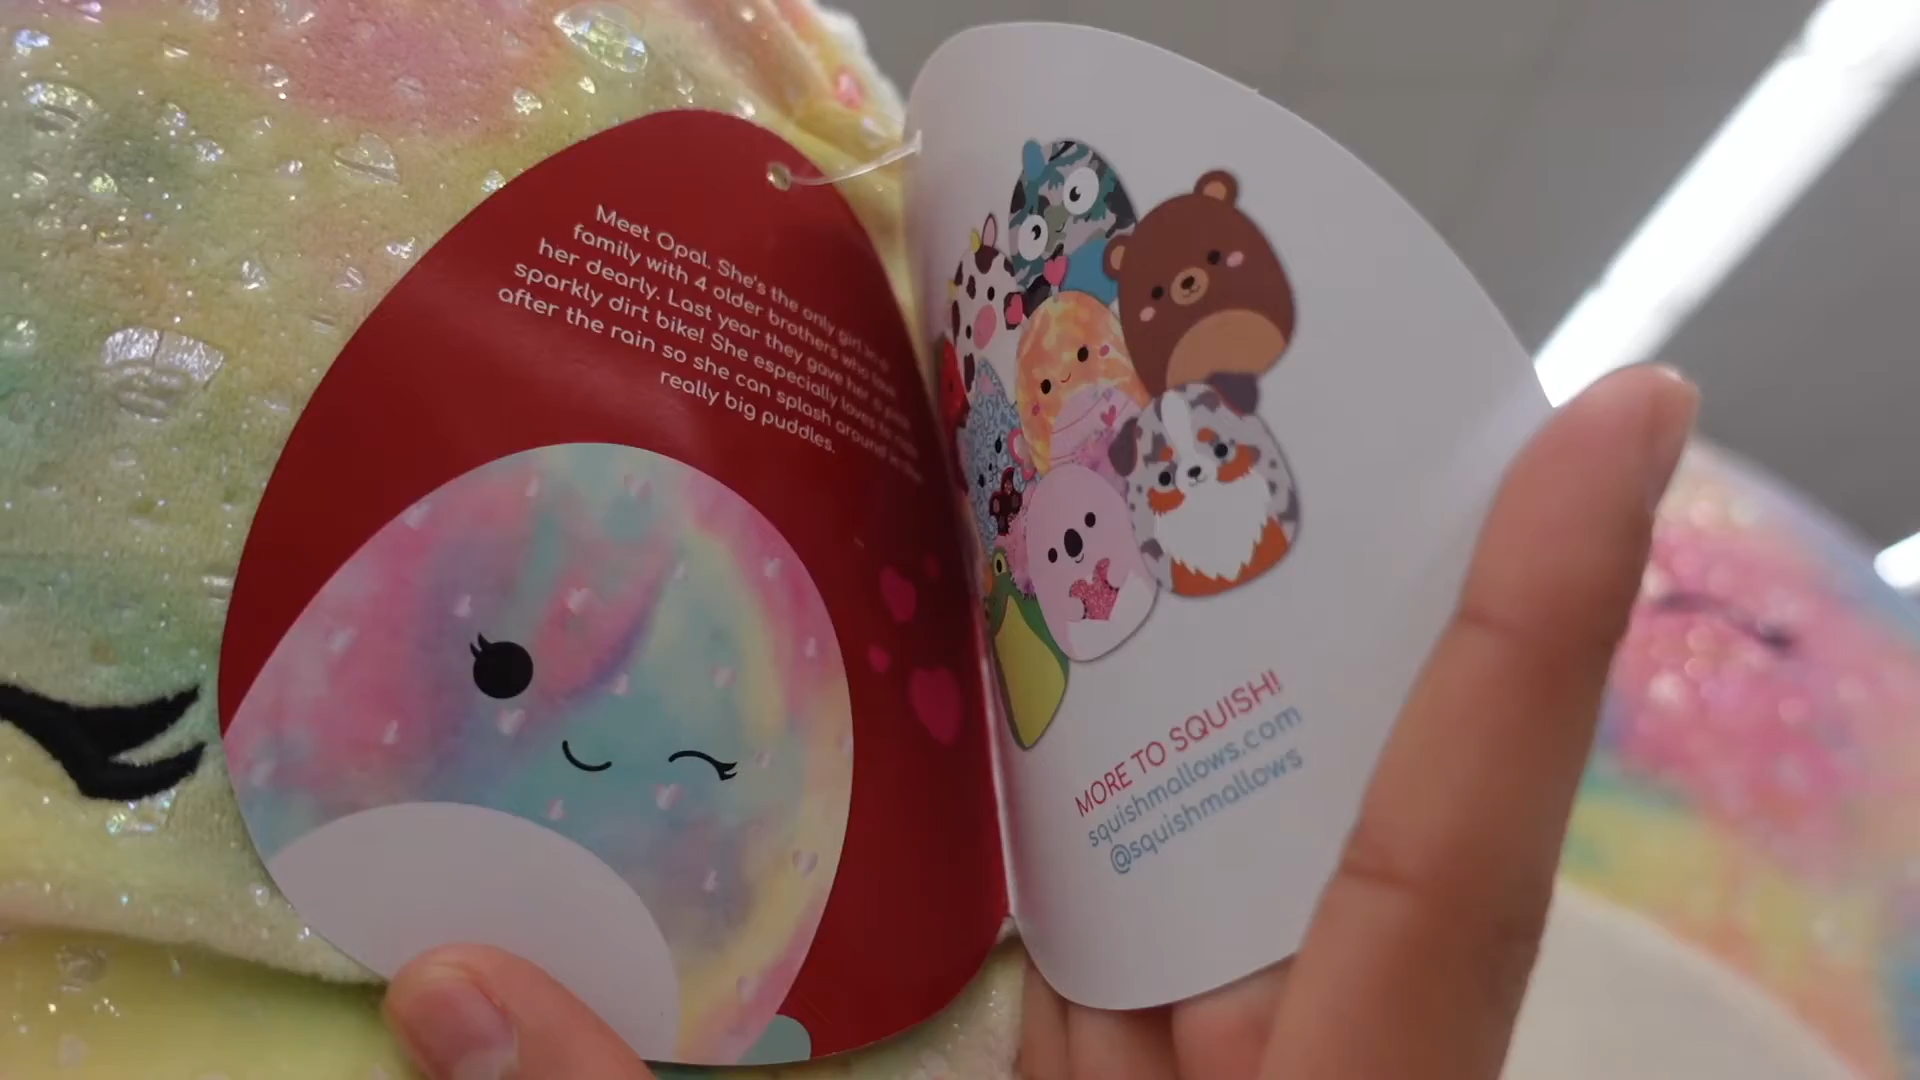 Meet Opal. She's the only girl in a
family with 4 older brothers who love
her dearly. Last year they gave her a pink
sparkly dirt bike! She especially loves to ride
after the rain so she can splash around in the
really big puddles.
MORE TO SQUISH!
squishmallows.com
@squishmallows